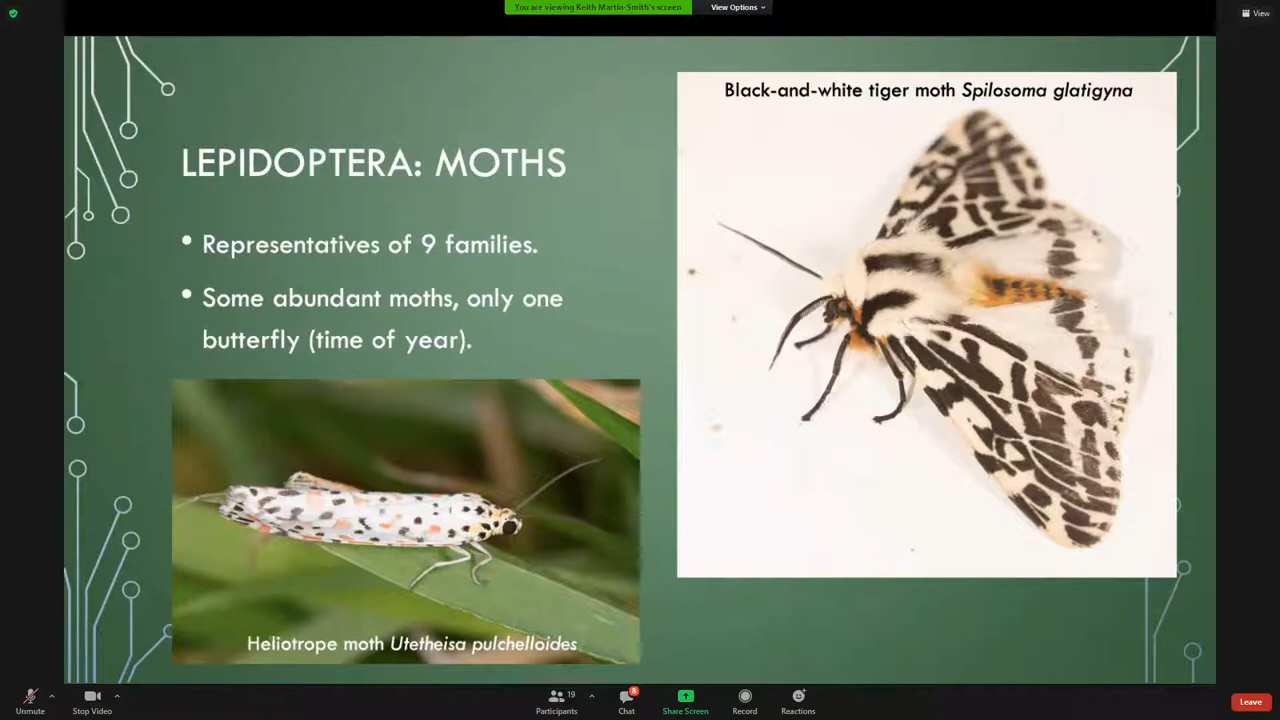 You are viewing Keith Martin-Smith's screen
View Options
View
Black-and-white tiger moth Spilosoma glatigyna
LEPIDOPTERA: MOTHS
• Representatives of 9 families.
• Some abundant moths, only one
butterfly (time of year).
Heliotrope moth Utetheisa pulchelloides
Unmute
Stop Video
19
Participants
8
Chat
Share Screen
Record
Reactions
Leave